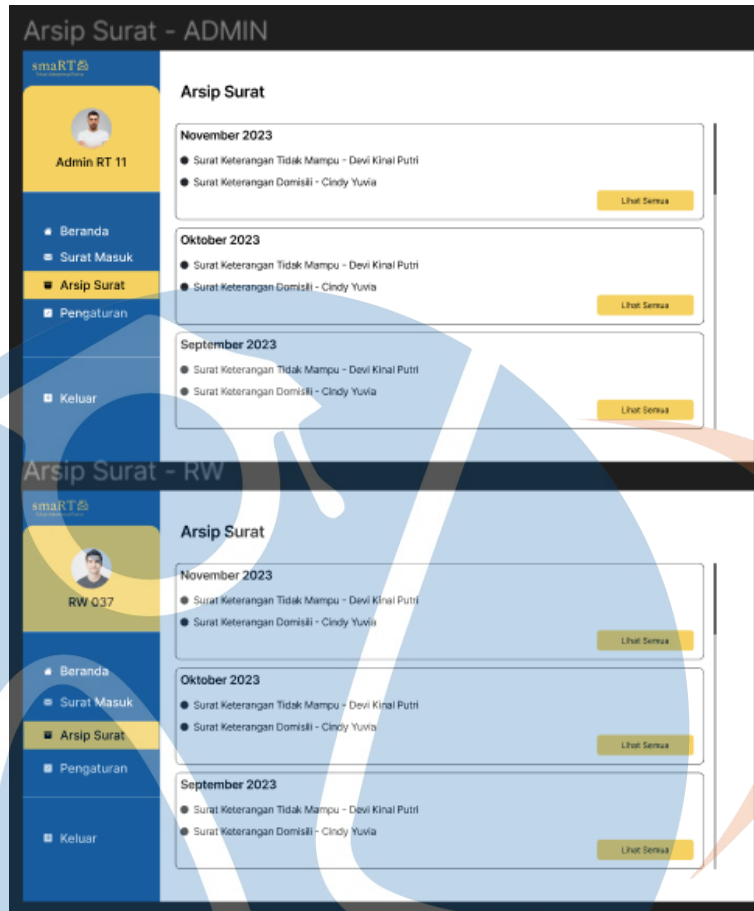 Arsip Surat - ADMIN
smaRT
Admin RT 11
Beranda
Surat Masuk
Arsip Surat
Pengaturan
Keluar
Arsip Surat
November 2023
Surat Keterangan Tidak Mampu - Devi Kinal Putri
Surat Keterangan Domisili - Cindy Yuvia
Lihat Semua
Oktober 2023
Surat Keterangan Tidak Mampu - Devi Kinal Putri
Surat Keterangan Domisili - Cindy Yuvia
Lihat Semua
September 2023
Surat Keterangan Tidak Mampu - Devi Kinal Putri
Surat Keterangan Domisili - Cindy Yuvia
Lihat Semua
Arsip Surat - RW
smaRT
RW 037
Beranda
Surat Masuk
Arsip Surat
Pengaturan
Keluar
Arsip Surat
November 2023
Surat Keterangan Tidak Mampu - Devi Kinal Putri
Surat Keterangan Domisili - Cindy Yuvia
Lihat Semua
Oktober 2023
Surat Keterangan Tidak Mampu - Devi Kinal Putri
Surat Keterangan Domisili - Cindy Yuvia
Lihat Semua
September 2023
Surat Keterangan Tidak Mampu - Devi Kinal Putri
Surat Keterangan Domisili - Cindy Yuvia
Lihat Semua